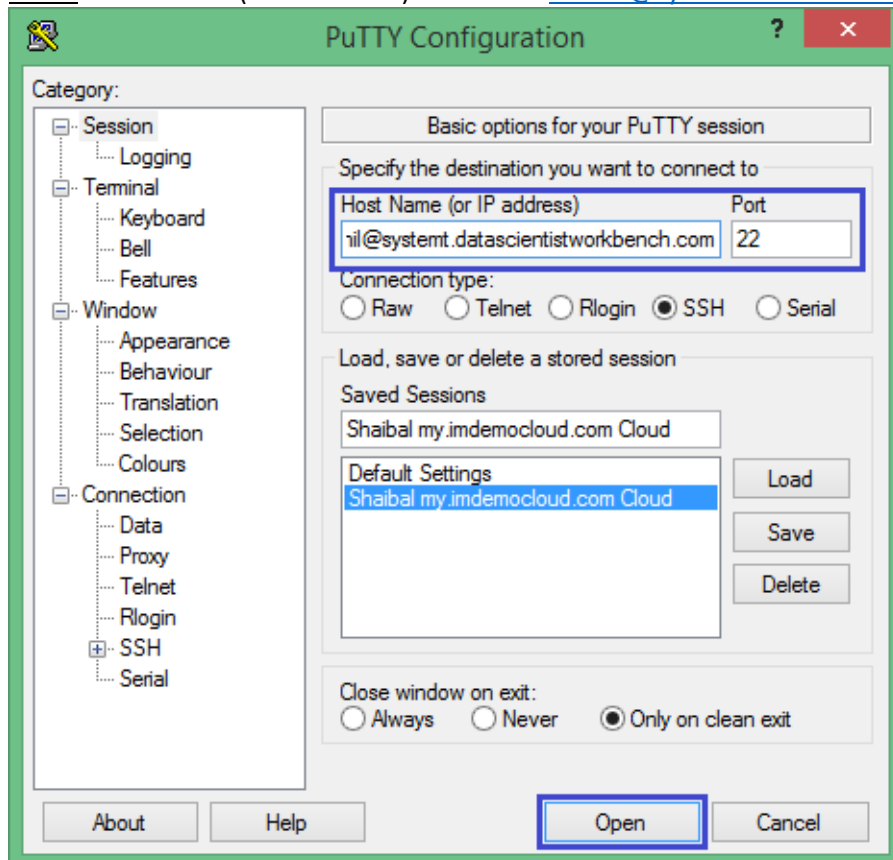 PuTTY Configuration ? ×
Category:
Session
Logging
Terminal
Keyboard
Bell
Features
Window
Appearance
Behaviour
Translation
Selection
Colours
Connection
Data
Proxy
Telnet
Rlogin
SSH
Serial
Basic options for your PuTTY session
Specify the destination you want to connect to
Host Name (or IP address) Port
il@systemt.datascientistworkbench.com 22
Connection type:
Raw Telnet Rlogin SSH Serial
Load, save or delete a stored session
Saved Sessions
Shaibal my.imdemocloud.com Cloud
Default Settings
Shaibal my.imdemocloud.com Cloud
Load
Save
Delete
Close window on exit:
Always Never Only on clean exit
About Help Open Cancel